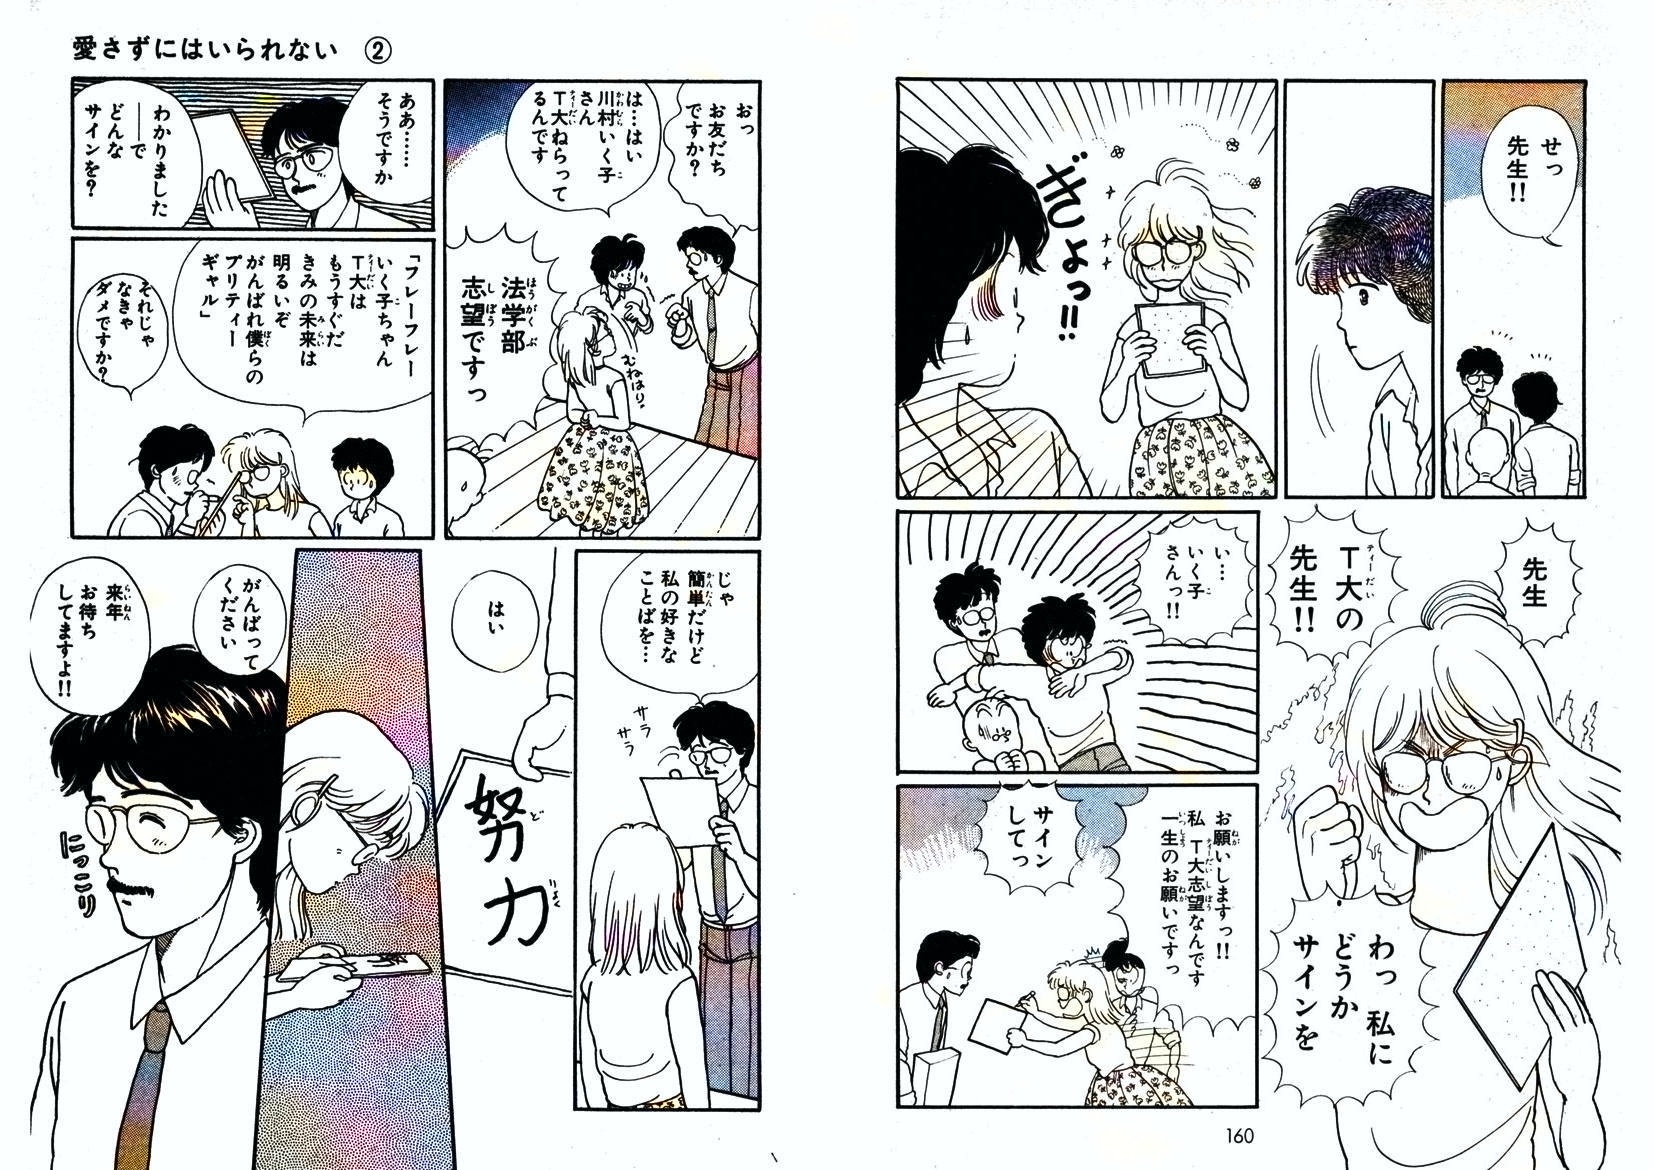 せっ
先生!!
ぎょっ!!
先生
T大の
先生!!
わっ 私に
どうか
サインを
い…
いく子
さんっ!!
お願いしますっ!!
私 T大志望なんです
一生のお願いですっ
サイン
してっ
160
愛さずにはいられない ②
おっ
お友だち
ですか?
は…はい
川村いく子
さん
T大ねらって
るんです
むねはり。
法学部
志望ですっ
ああ………
そうですか
わかりました
──で
どんな
サインを?
「フレーフレー
いく子ちゃん
T大は
もうすぐだ
きみの未来は
明るいぞ
がんばれ僕らの
プリティー
ギャル」
それじゃ
なきゃ
ダメですか?
じゃ
簡単だけど
私の好きな
ことばを…
サラ
サラ
はい
努力
がんばって
ください
来年
お待ち
してますよ!!
にっこり